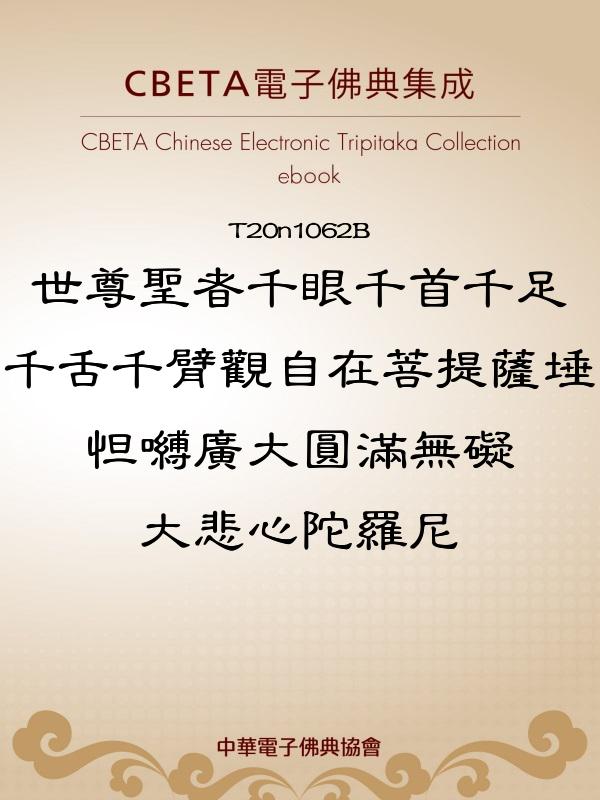 CBETA電子佛典集成
CBETA Chinese Electronic Tripitaka Collection
ebook
T20n1062B
世尊聖者千眼千首千足
千舌千臂觀自在菩提薩埵
怛嚩廣大圓滿無礙
大悲心陀羅尼
中華電子佛典協會